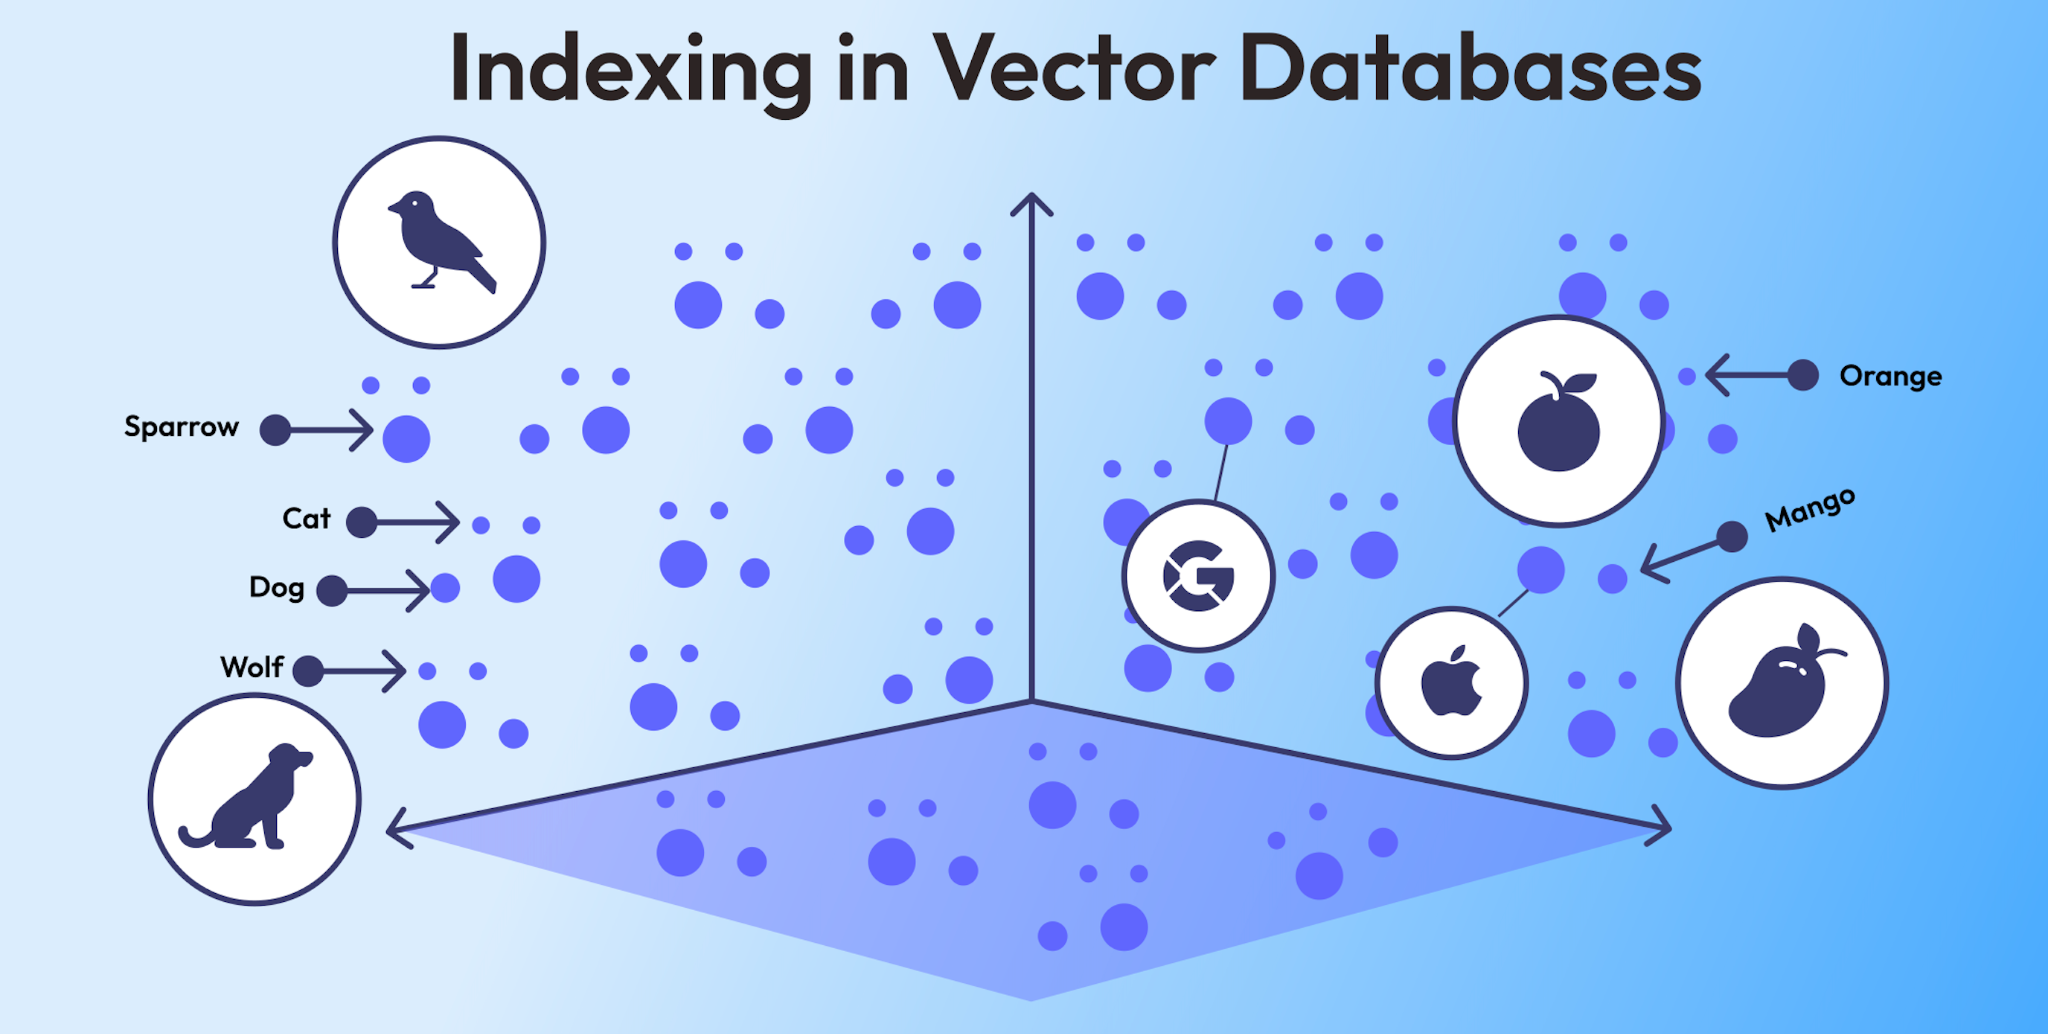 Indexing in Vector Databases
Orange
Sparrow
Mango
Cat
Dog
Wolf